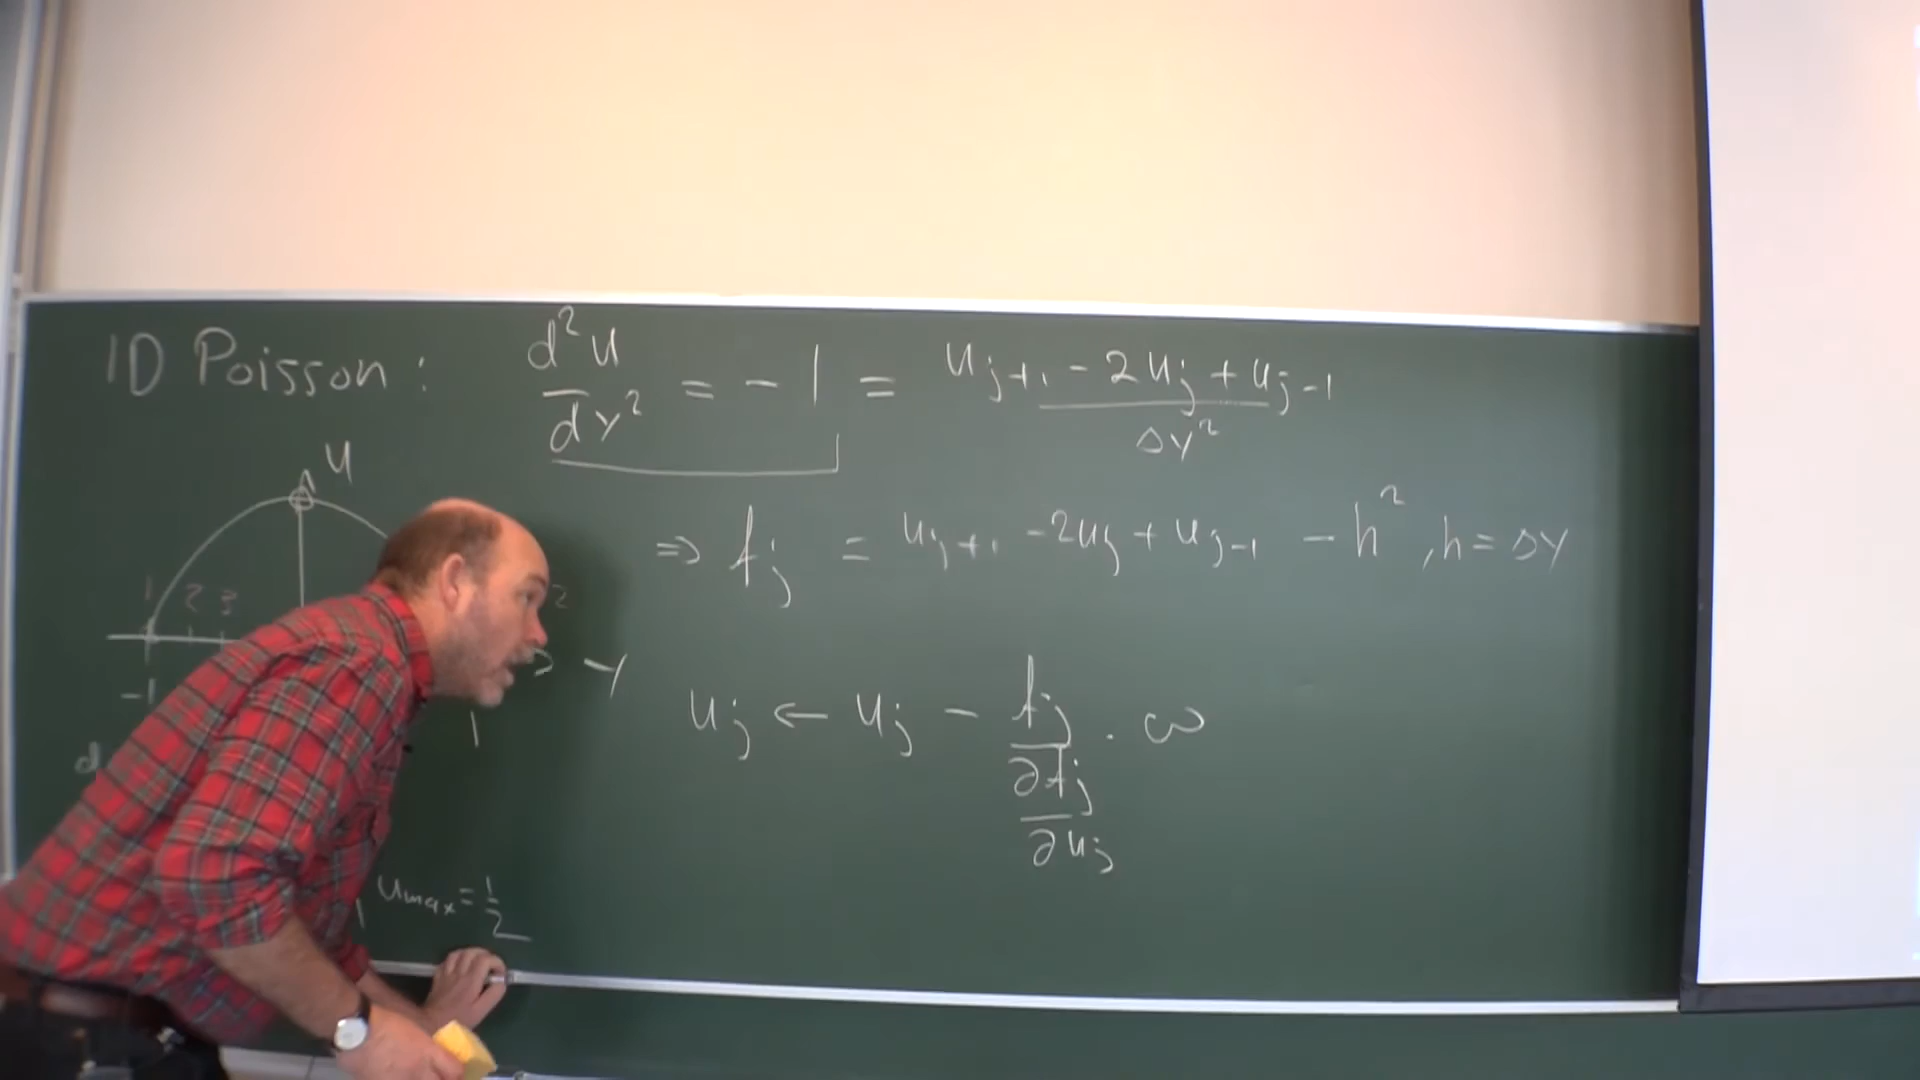 1D Poisson : d²u/dy² = -1 = (u_{j+1} - 2u_j + u_{j-1})/Δy²
u
⇒ f_j = u_{j+1} - 2u_j + u_{j-1} - h², h = Δy
1 2 3
y
-1 1
u_j ← u_j - f_j/(∂f_j/∂u_j) · ω
d
u_max = 1/2